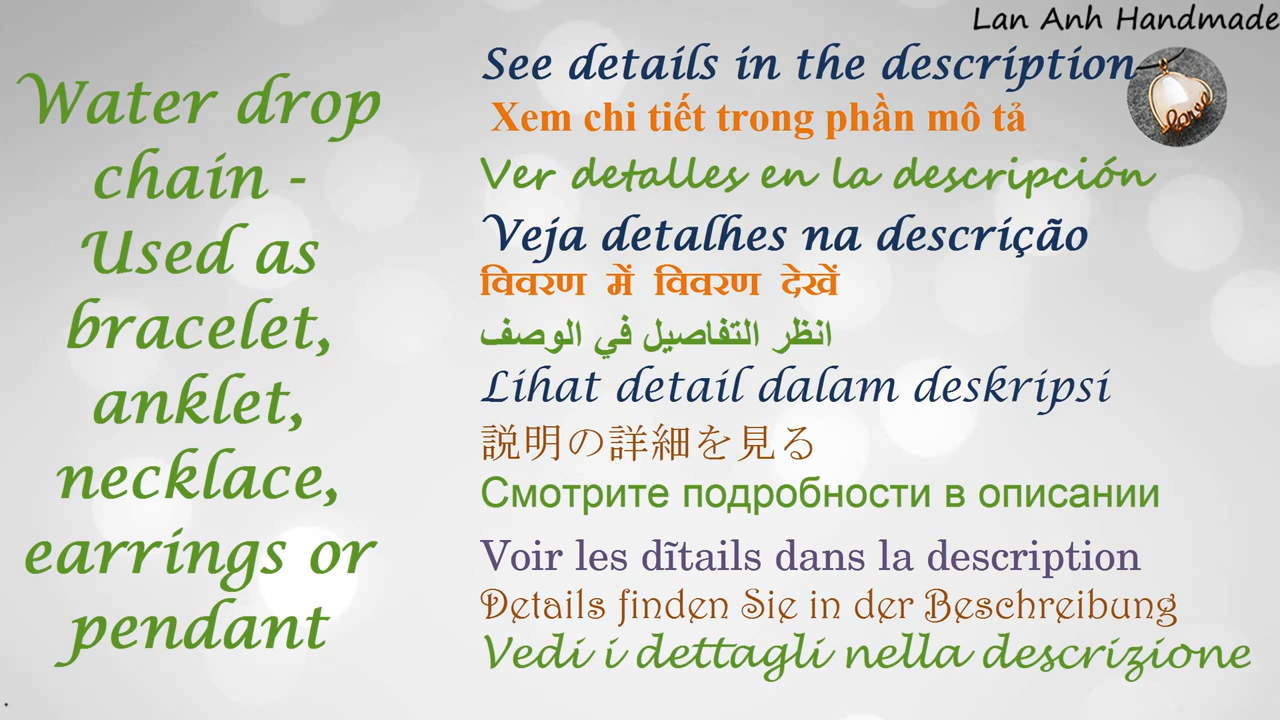 Lan Anh Handmade
Water drop
chain -
Used as
bracelet,
anklet,
necklace,
earrings or
pendant
See details in the description
Xem chi tiết trong phần mô tả
Ver detalles en la descripción
Veja detalhes na descrição
विवरण में विवरण देखें
انظر التفاصيل في الوصف
Lihat detail dalam deskripsi
説明の詳細を見る
Смотрите подробности в описании
Voir les dĩtails dans la description
Details finden Sie in der Beschreibung
Vedi i dettagli nella descrizione